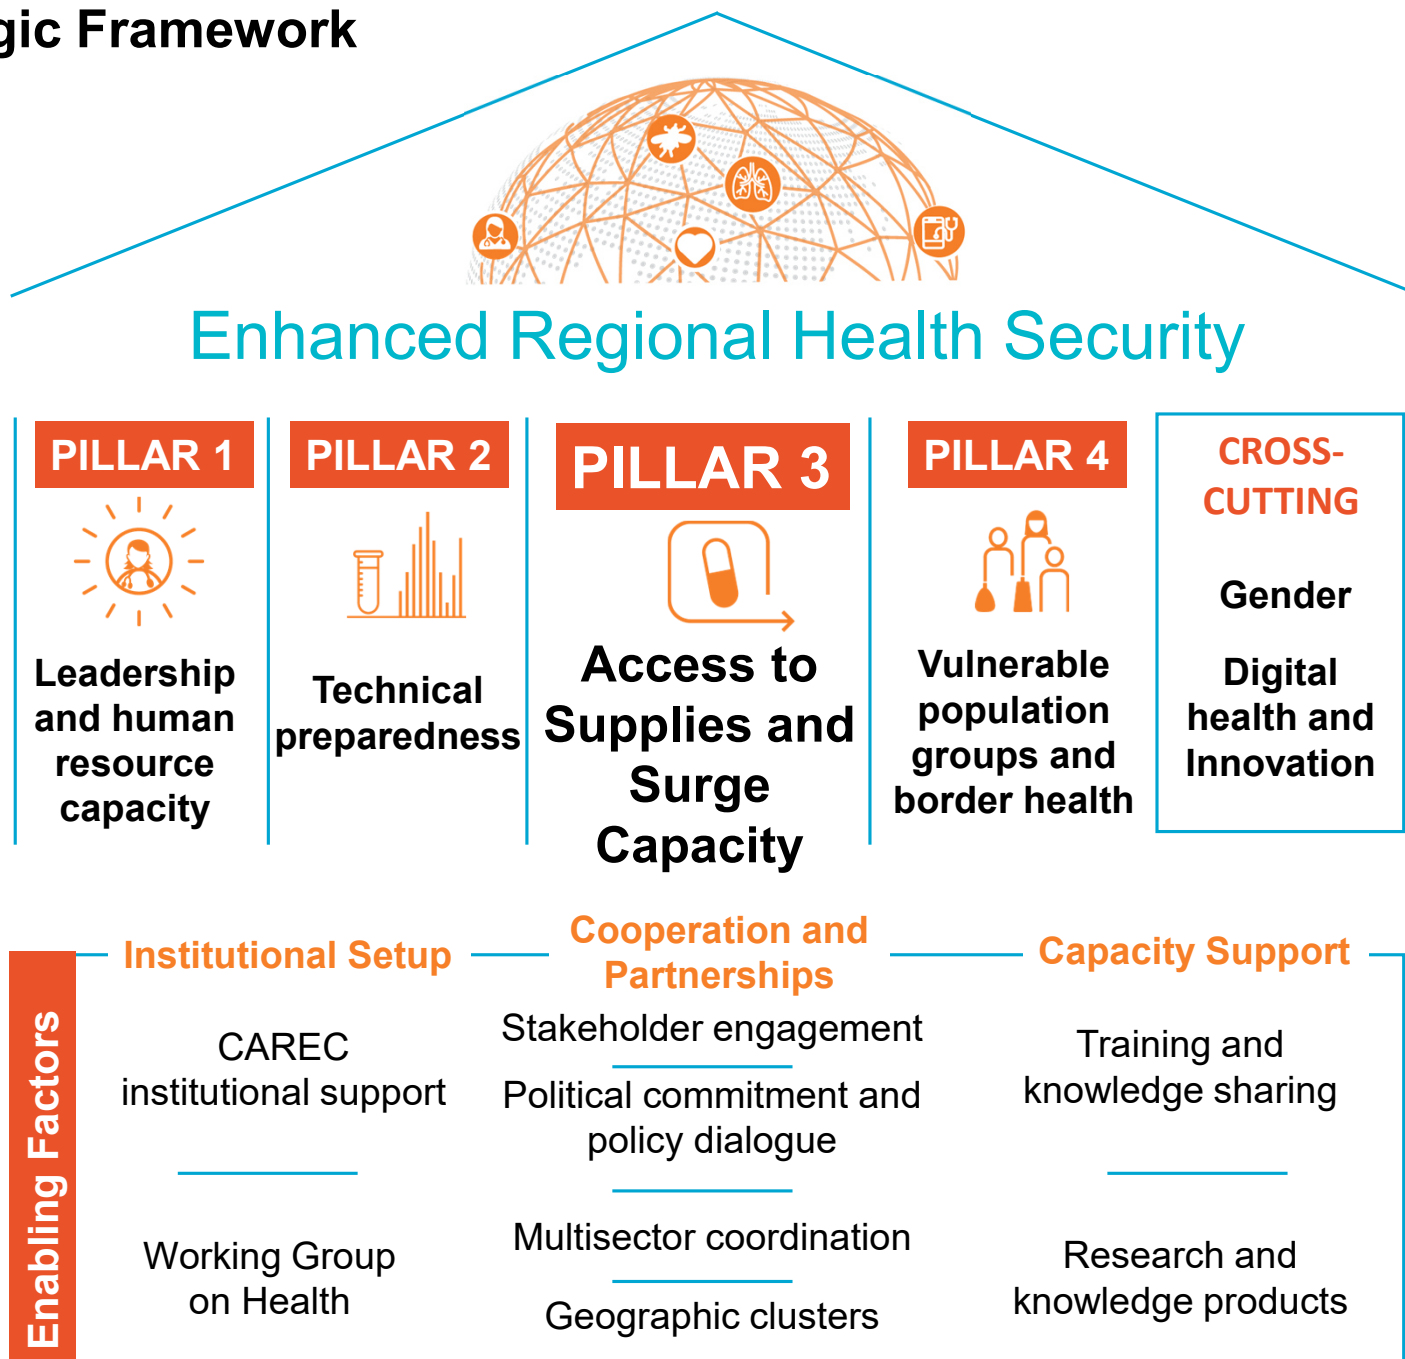 Framework
Enhanced Regional Health Security
PILLAR 1
Leadership
and human
resource
capacity
PILLAR 2
Technical
preparedness
PILLAR 3
Access to
Supplies and
Surge
Capacity
PILLAR 4
Vulnerable
population
groups and
border health
CROSS-
CUTTING
Gender
Digital
health and
Innovation
Enabling Factors
Institutional Setup
CAREC
institutional support
Working Group
on Health
Cooperation and
Partnerships
Stakeholder engagement
Political commitment and
policy dialogue
Multisector coordination
Geographic clusters
Capacity Support
Training and
knowledge sharing
Research and
knowledge products